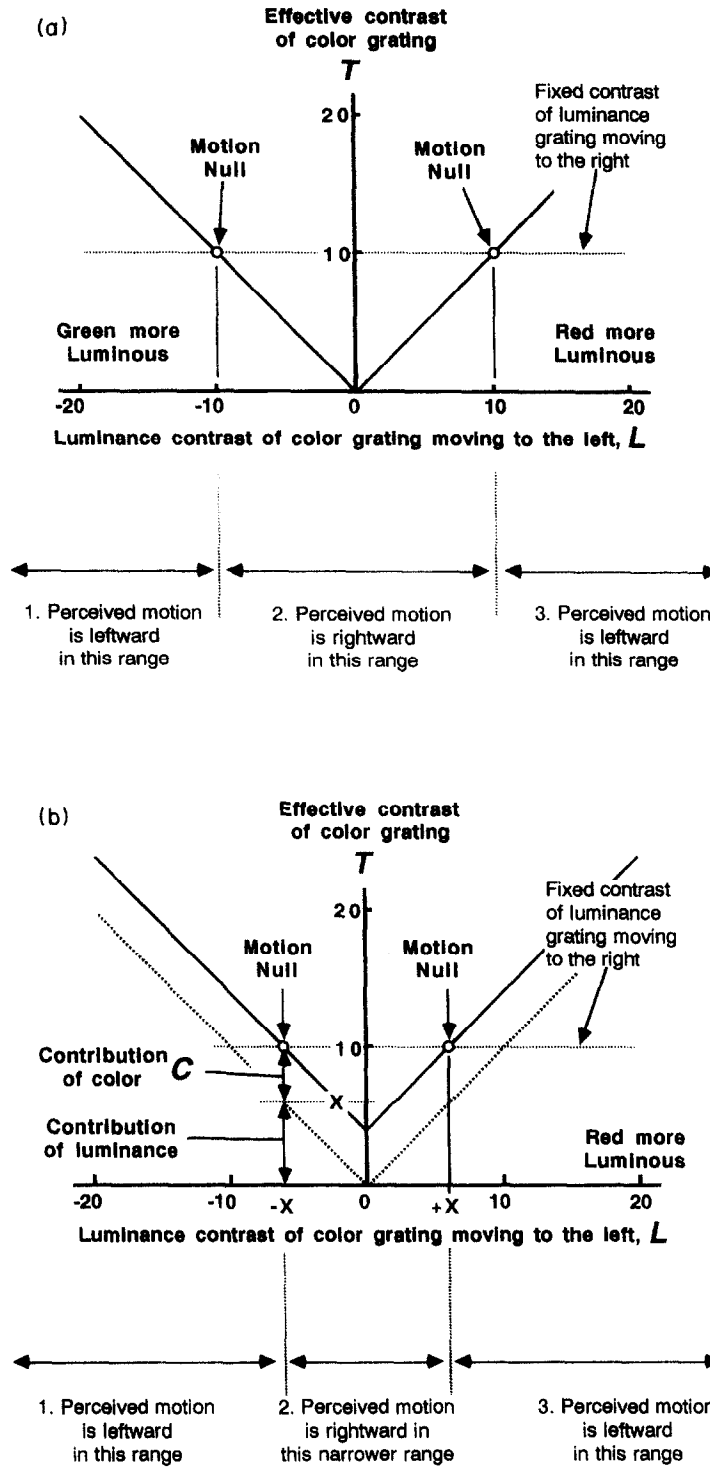 (a)
Effective contrast
of color grating
T
20
10
Fixed contrast
of luminance
grating moving
to the right
Motion
Null
Motion
Null
Green more
Luminous
Red more
Luminous
-20 -10 0 10 20
Luminance contrast of color grating moving to the left, L
1. Perceived motion
is leftward
in this range
2. Perceived motion
is rightward
in this range
3. Perceived motion
is leftward
in this range
(b)
Effective contrast
of color grating
T
20
10
Fixed contrast
of luminance
grating moving
to the right
Motion
Null
Motion
Null
Contribution
of color C
X
Contribution
of luminance
Red more
Luminous
-20 -10 0 10 20
-X +X
Luminance contrast of color grating moving to the left, L
1. Perceived motion
is leftward
in this range
2. Perceived motion
is rightward in
this narrower range
3. Perceived motion
is leftward
in this range